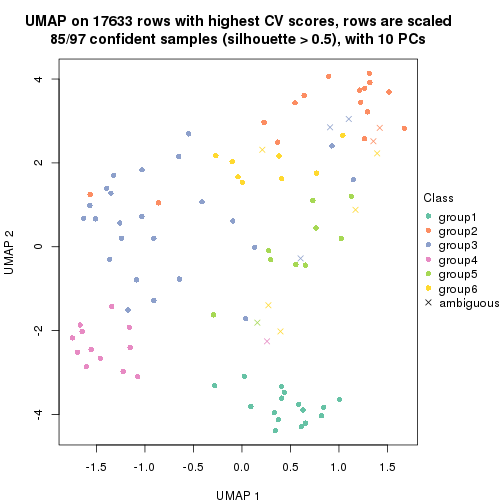 UMAP on 17633 rows with highest CV scores, rows are scaled
85/97 confident samples (silhouette > 0.5), with 10 PCs
UMAP 2
4
2
0
-2
-4
-1.5
-1.0
-0.5
0.0
0.5
1.0
1.5
UMAP 1
Class
group1
group2
group3
group4
group5
group6
ambiguous